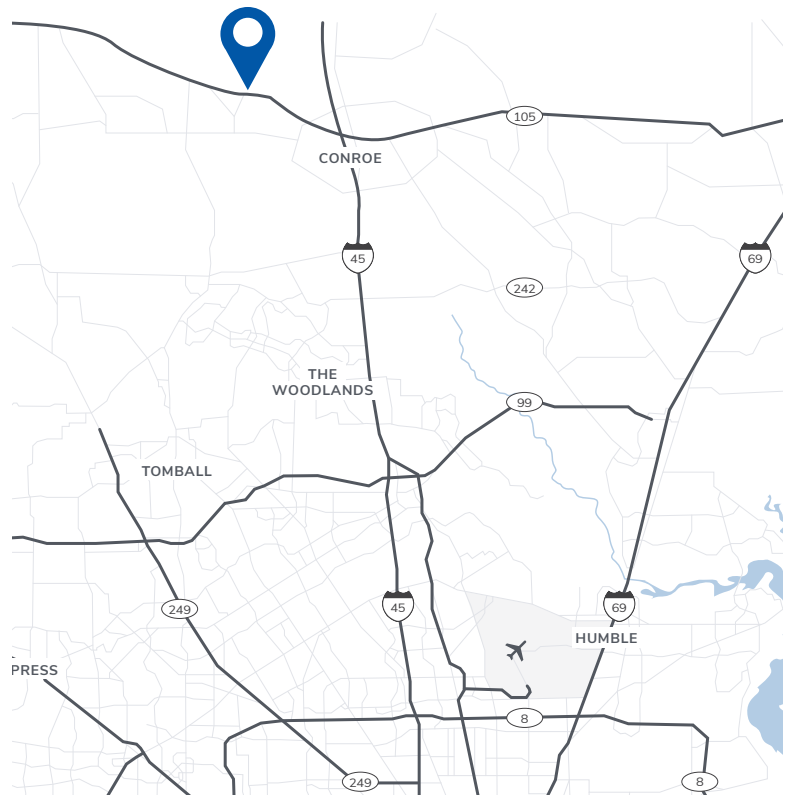 105
CONROE
45
69
242
THE
WOODLANDS
99
TOMBALL
249
45
69
HUMBLE
PRESS
8
249
8